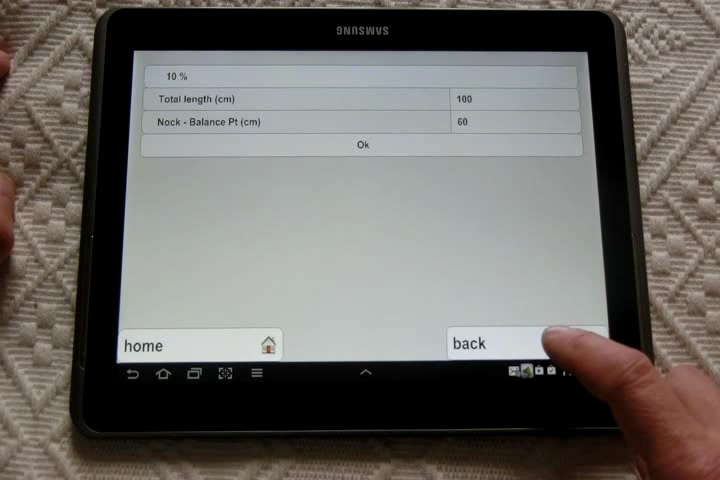 SAMSUNG
10 %
Total length (cm) 100
Nock - Balance Pt (cm) 60
Ok
home back